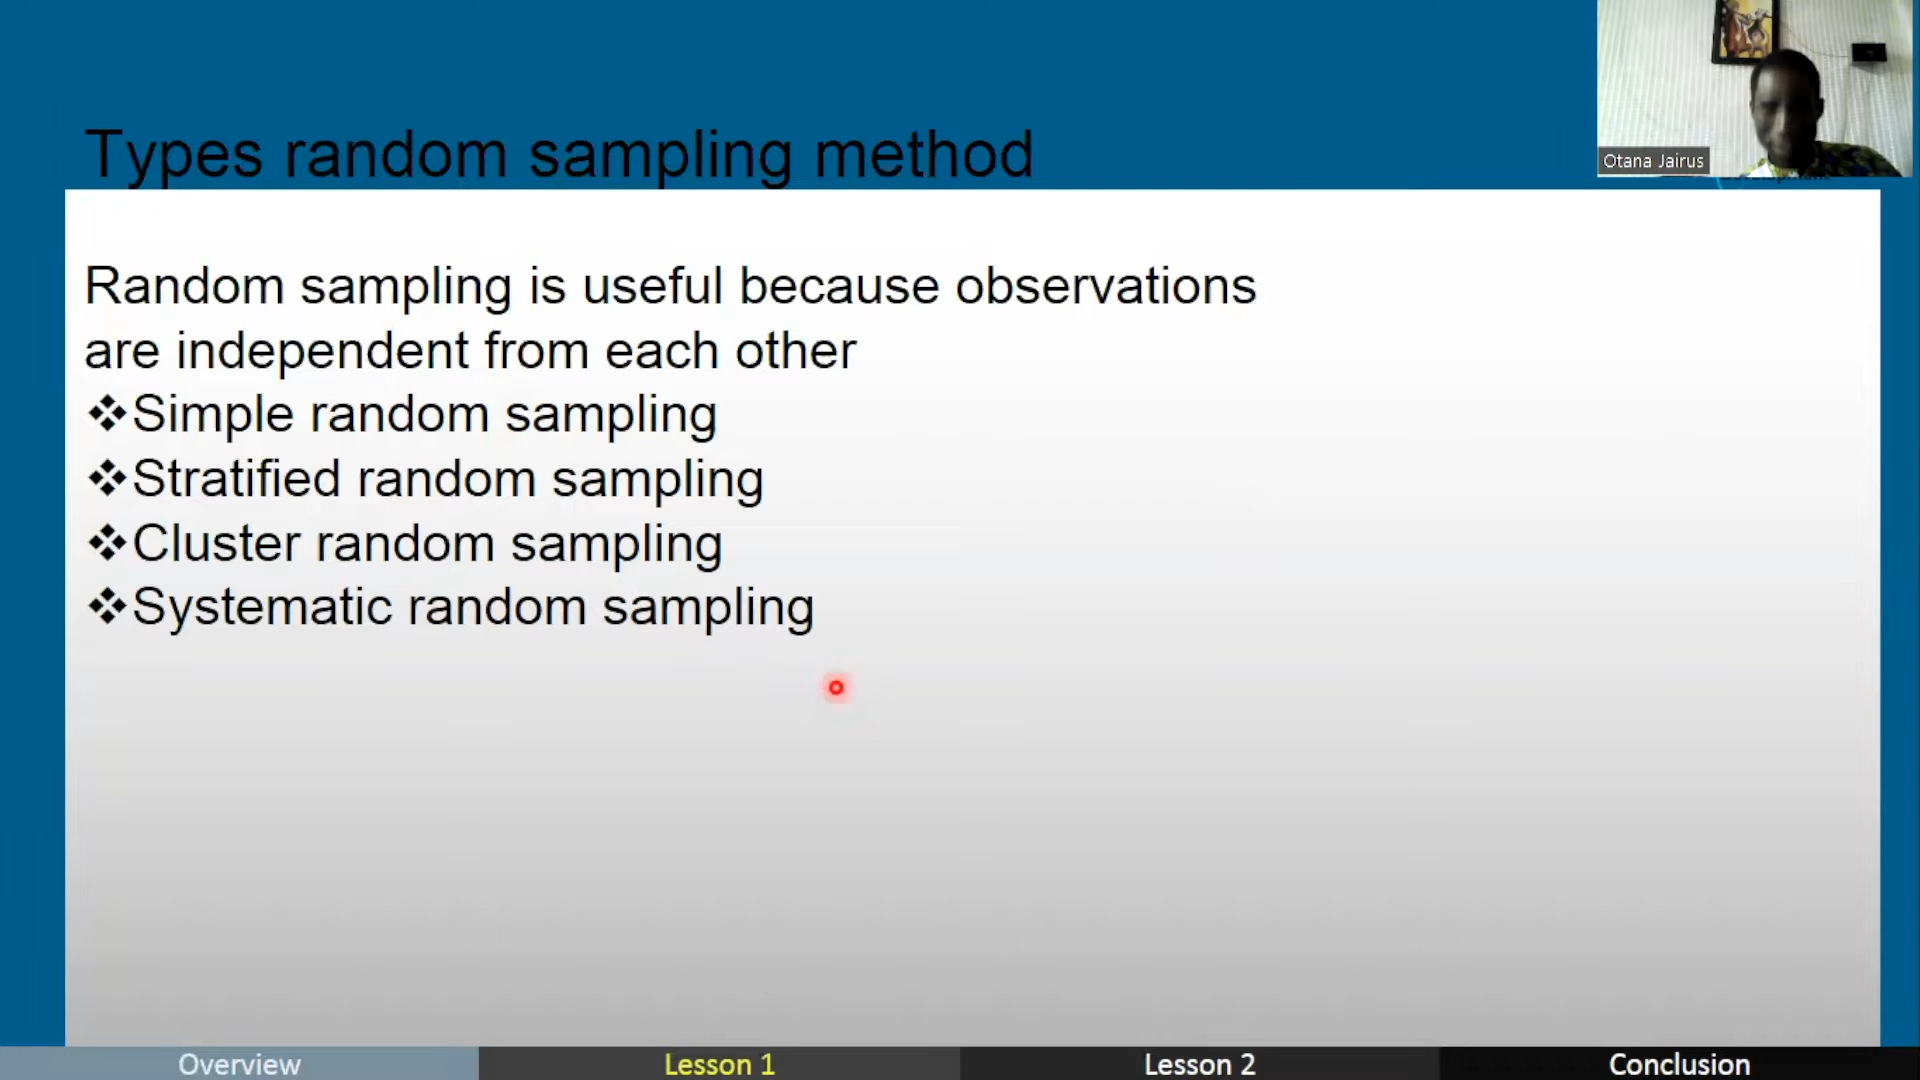 Types random sampling method
Otana Jairus
Random sampling is useful because observations
are independent from each other
❖Simple random sampling
❖Stratified random sampling
❖Cluster random sampling
❖Systematic random sampling
Overview
Lesson 1
Lesson 2
Conclusion